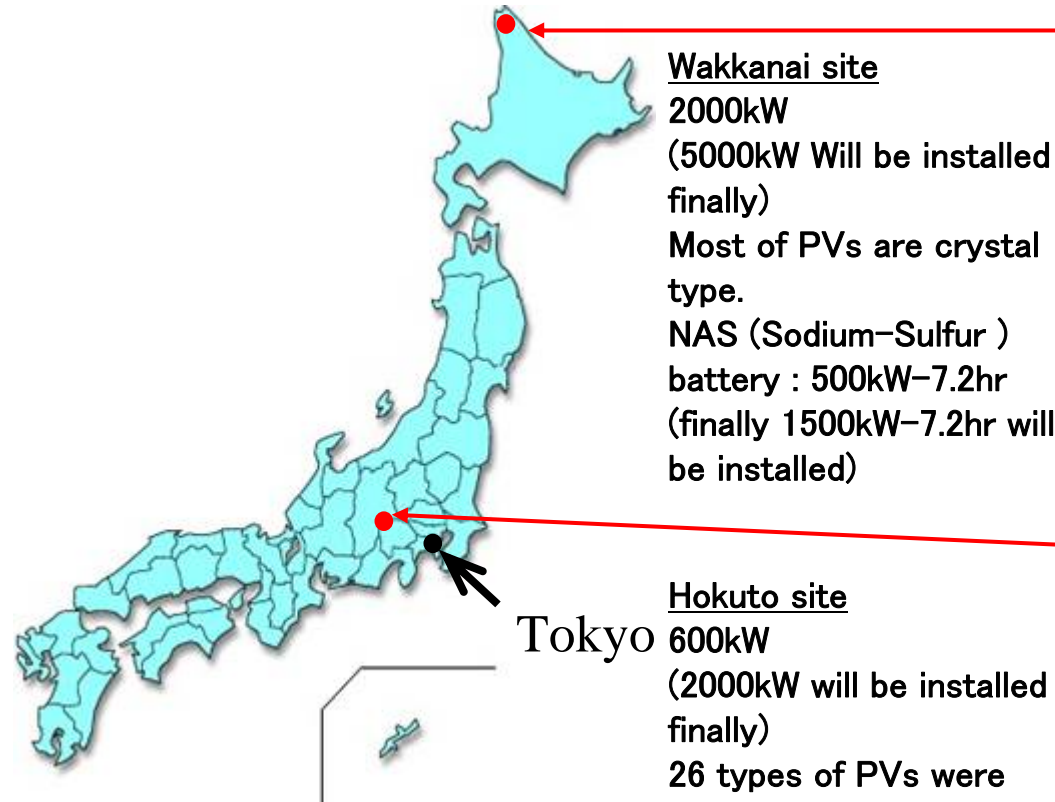 Wakkanai site
2000kW
(5000kW Will be installed
finally)
Most of PVs are crystal
type.
NAS (Sodium-Sulfur )
battery : 500kW-7.2hr
(finally 1500kW-7.2hr will
be installed)
Tokyo
Hokuto site
600kW
(2000kW will be installed
finally)
26 types of PVs were